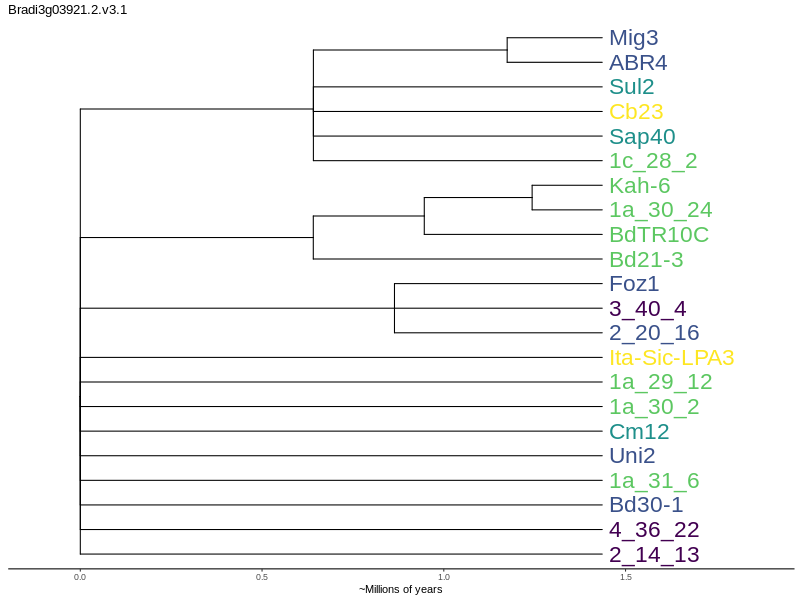 Bradi3g03921.2.v3.1
Mig3
ABR4
Sul2
Cb23
Sap40
1c_28_2
Kah-6
1a_30_24
BdTR10C
Bd21-3
Foz1
3_40_4
2_20_16
Ita-Sic-LPA3
1a_29_12
1a_30_2
Cm12
Uni2
1a_31_6
Bd30-1
4_36_22
2_14_13
0.0 0.5 1.0 1.5
~Millions of years